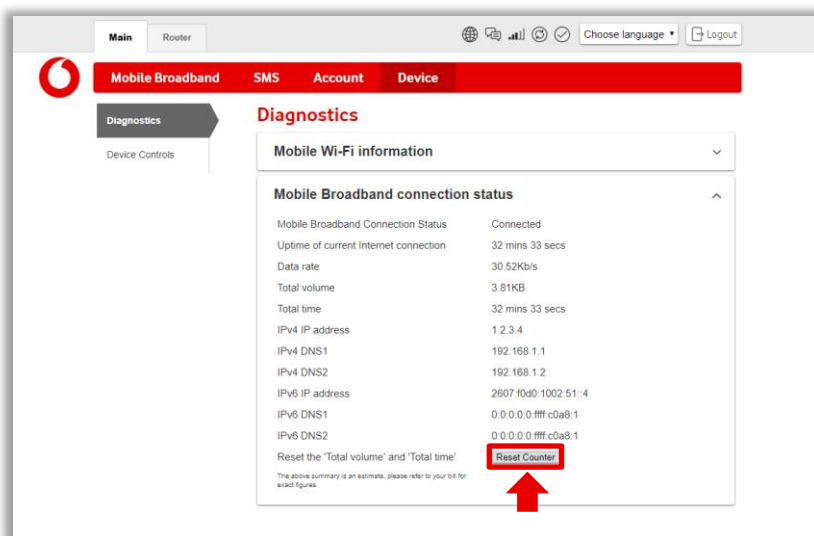 Main Router
Choose language Logout
Mobile Broadband SMS Account Device
Diagnostics
Device Controls
Diagnostics
Mobile Wi-Fi information
Mobile Broadband connection status
Mobile Broadband Connection Status Connected
Uptime of current Internet connection 32 mins 33 secs
Data rate 30.52Kb/s
Total volume 3.81KB
Total time 32 mins 33 secs
IPv4 IP address 1.2.3.4
IPv4 DNS1 192.168.1.1
IPv4 DNS2 192.168.1.2
IPv6 IP address 2607:f0d0:1002:51::4
IPv6 DNS1 0:0:0:0:0:ffff:c0a8:1
IPv6 DNS2 0:0:0:0:0:ffff:c0a8:1
Reset the 'Total volume' and 'Total time' Reset Counter
The above summary is an estimate, please refer to your bill for
exact figures.